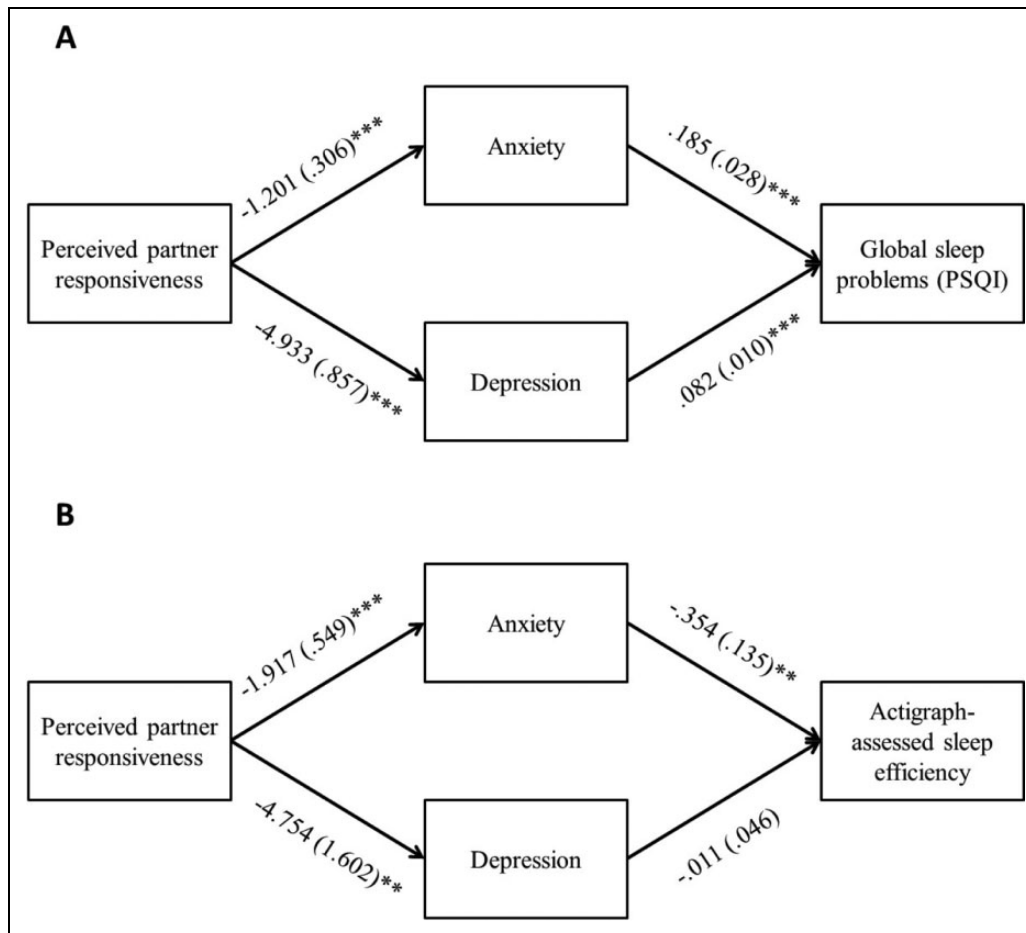 A
Anxiety
-1.201 (.306)***
.185 (.028)***
Perceived partner
responsiveness
Global sleep
problems (PSQI)
-4.933 (.857)***
.082 (.010)***
Depression
B
Anxiety
-1.917 (.549)***
-.354 (.135)**
Perceived partner
responsiveness
Actigraph-
assessed sleep
efficiency
-4.754 (1.602)**
-.011 (.046)
Depression